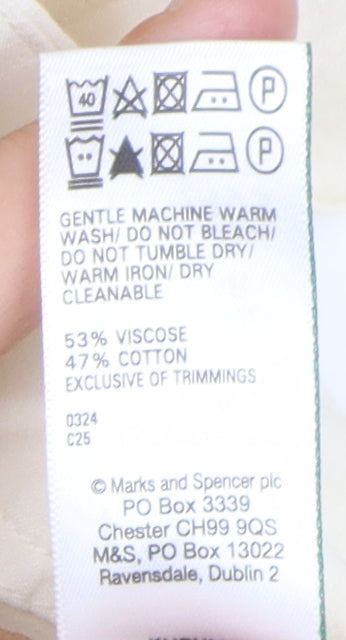 40 P
P
GENTLE MACHINE WARM
WASH/ DO NOT BLEACH/
DO NOT TUMBLE DRY/
WARM IRON/ DRY
CLEANABLE
53% VISCOSE
47% COTTON
EXCLUSIVE OF TRIMMINGS
0324
C25
© Marks and Spencer plc
PO Box 3339
Chester CH99 9QS
M&S, PO Box 13022
Ravensdale, Dublin 2